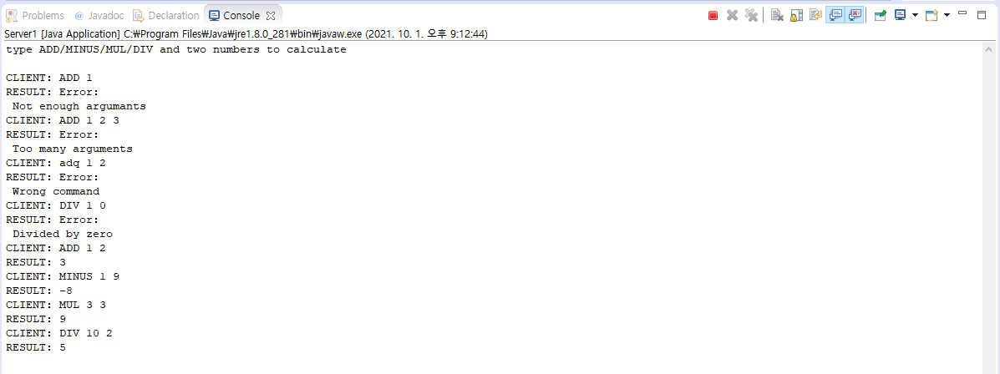 Problems @ Javadoc Declaration Console
Server1 [Java Application] C:₩Program Files₩Java₩jre1.8.0_281₩bin₩javaw.exe (2021. 10. 1. 오후 9:12:44)
type ADD/MINUS/MUL/DIV and two numbers to calculate
CLIENT: ADD 1
RESULT: Error:
Not enough argumants
CLIENT: ADD 1 2 3
RESULT: Error:
Too many arguments
CLIENT: adq 1 2
RESULT: Error:
Wrong command
CLIENT: DIV 1 0
RESULT: Error:
Divided by zero
CLIENT: ADD 1 2
RESULT: 3
CLIENT: MINUS 1 9
RESULT: -8
CLIENT: MUL 3 3
RESULT: 9
CLIENT: DIV 10 2
RESULT: 5